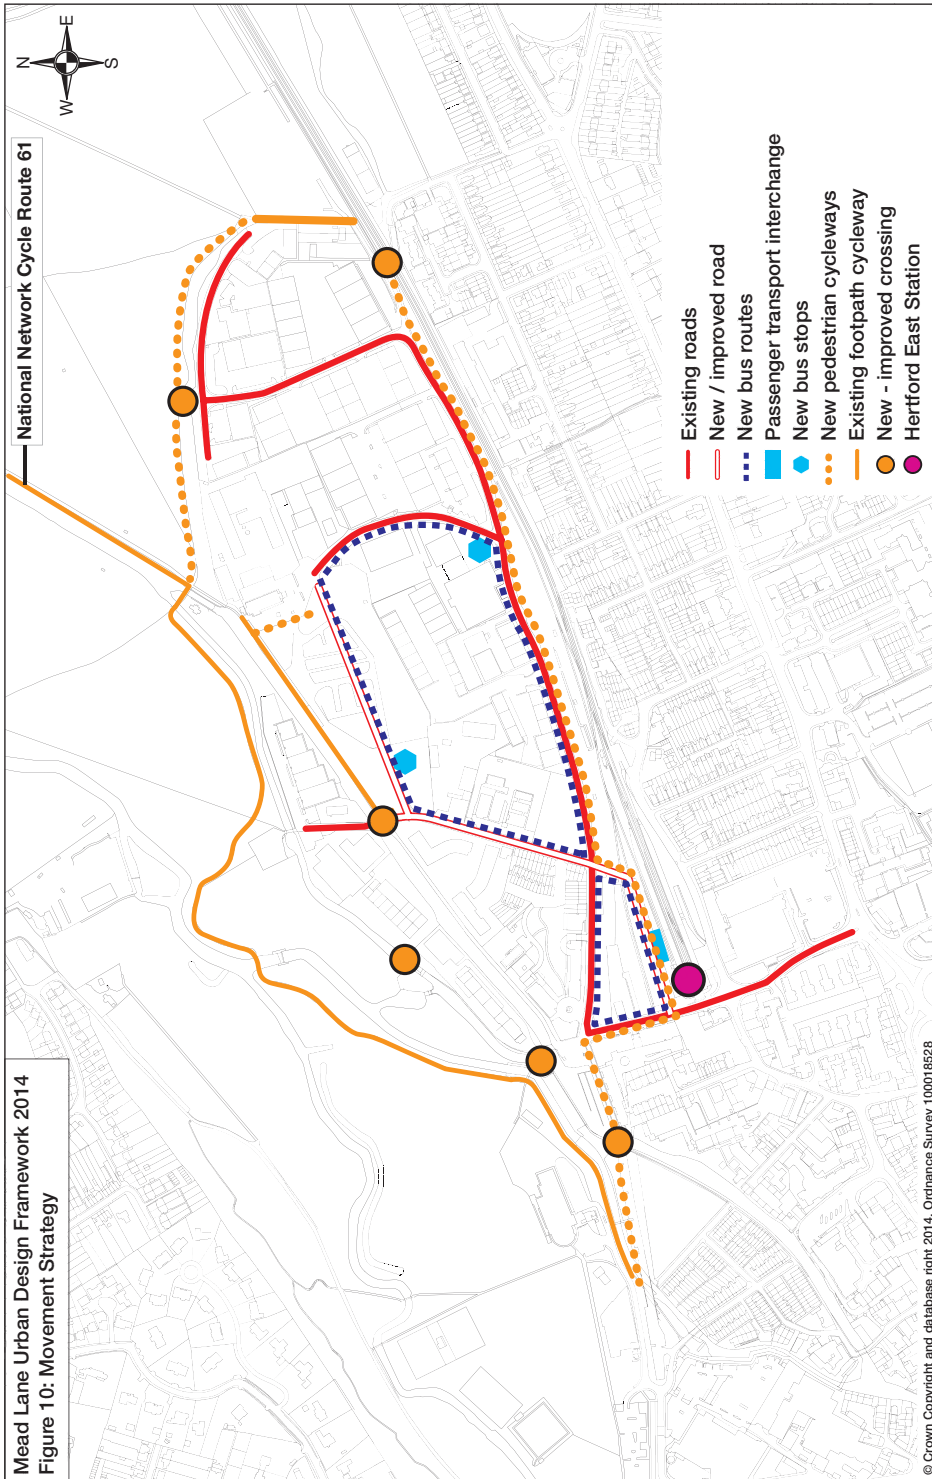 Mead Lane Urban Design Framework 2014
Figure 10: Movement Strategy
National Network Cycle Route 61
N
E
S
W
Existing roads
New / improved road
New bus routes
Passenger transport interchange
New bus stops
New pedestrian cycleways
Existing footpath cycleway
New - improved crossing
Hertford East Station
© Crown Copyright and database right 2014. Ordnance Survey 100018528